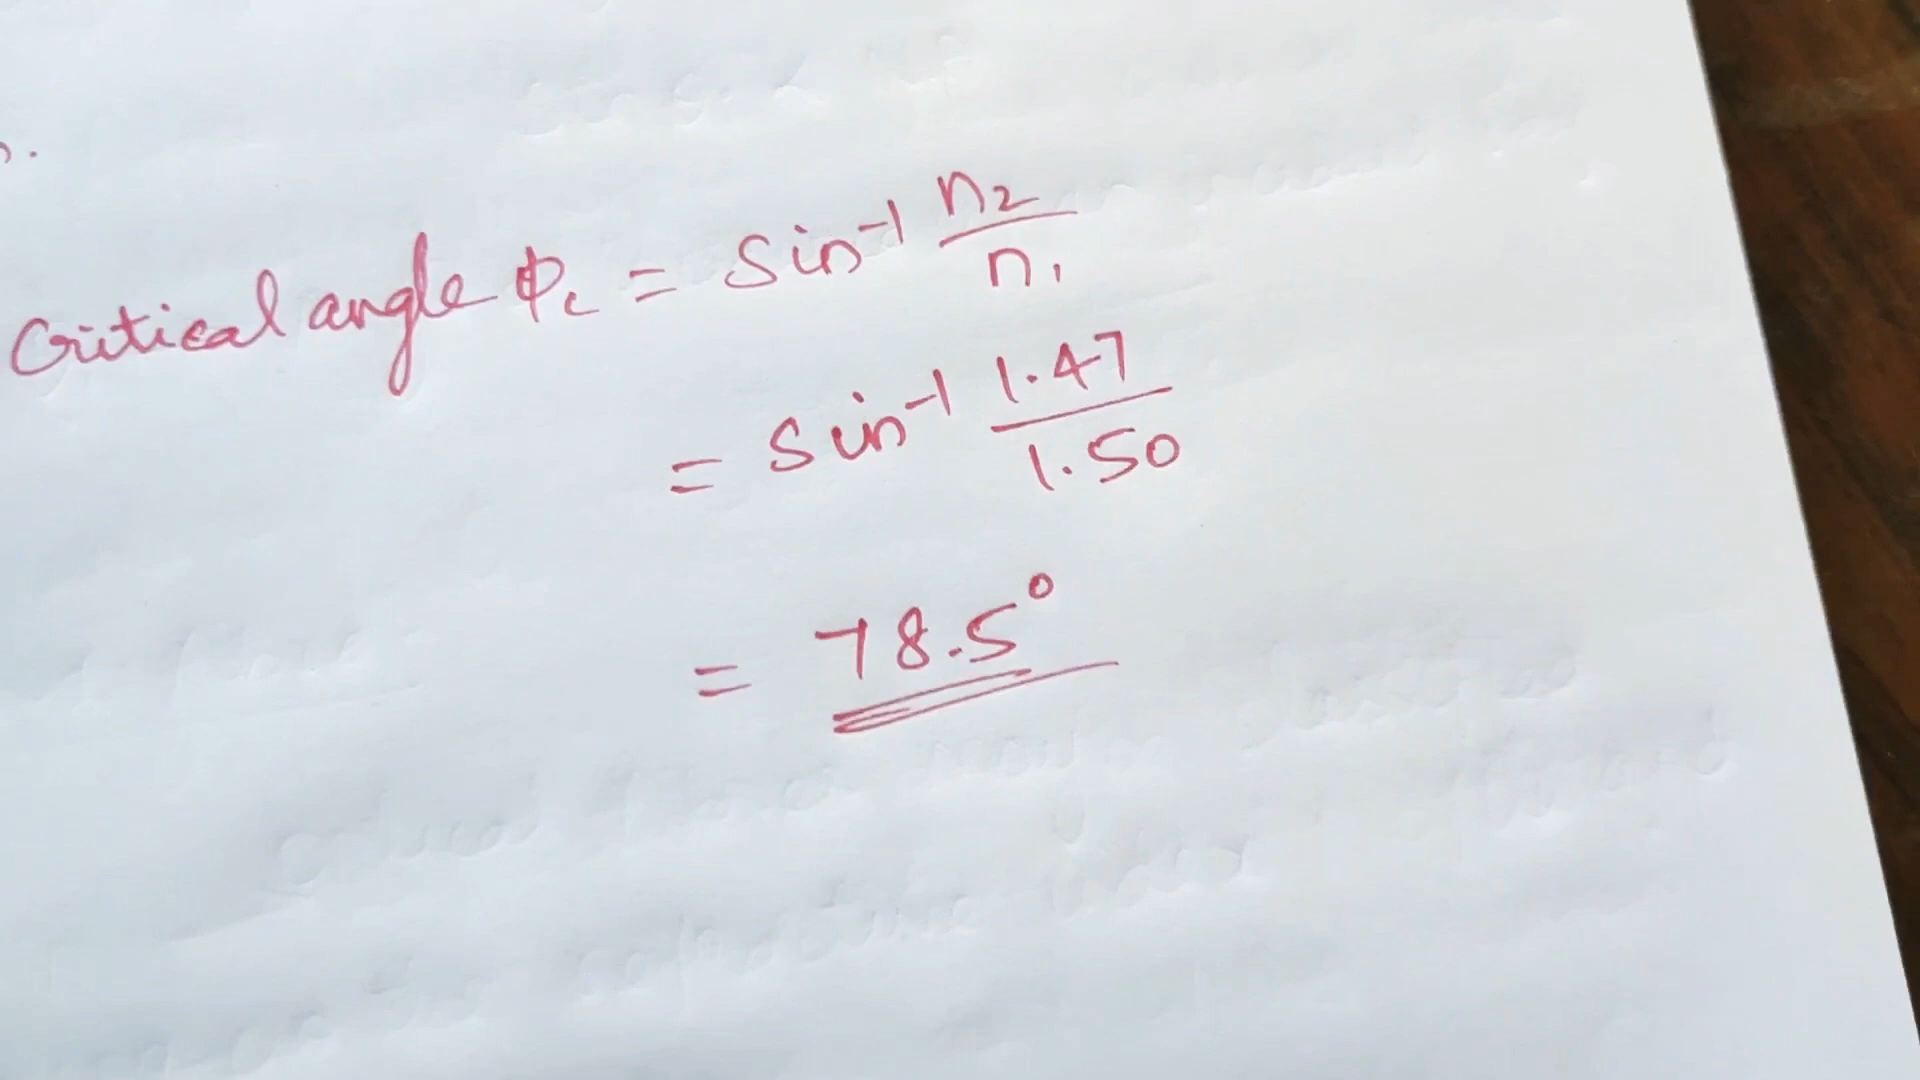 Critical angle ϕc = Sin⁻¹ n2/n1
= Sin⁻¹ 1.47/1.50
= 78.5°